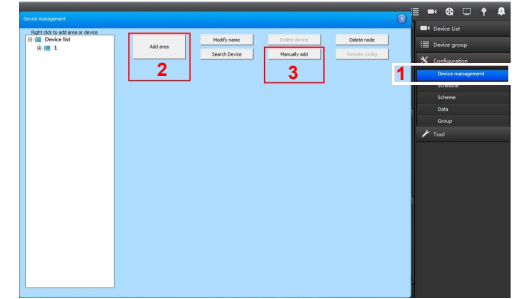 Device management
Right click to add area or device
Device list
1
Add area
2
Modify name
Delete device
Delete node
Search Device
Manually add
Remote config
3
Device List
Device group
Configuration
1
Device management
Schedule
Scheme
Data
Group
Tool